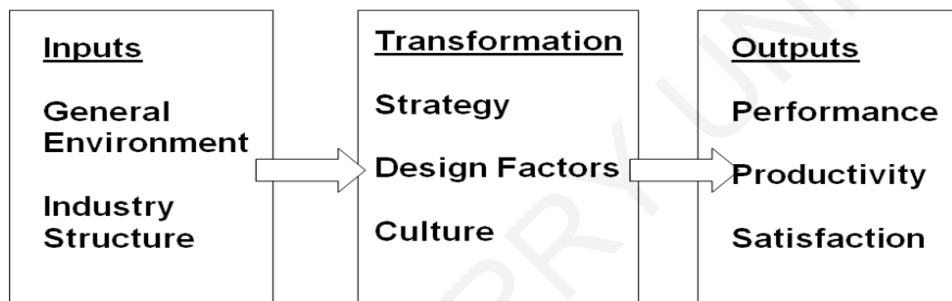 Inputs
General
Environment
Industry
Structure
Transformation
Strategy
Design Factors
Culture
Outputs
Performance
Productivity
Satisfaction